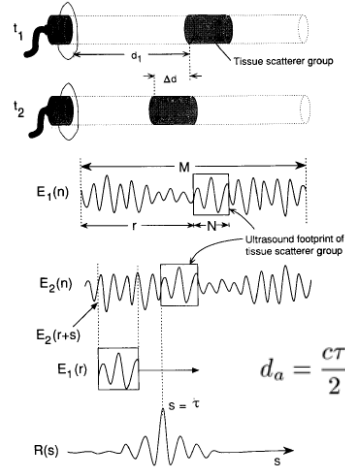 t₁
d₁
Tissue scatterer group
Δd
t₂
M
E₁(n)
r
N
Ultrasound footprint of
tissue scatterer group
E₂(n)
E₂(r+s)
E₁(r)
dₐ = cτ/2
s = τ
R(s)
s